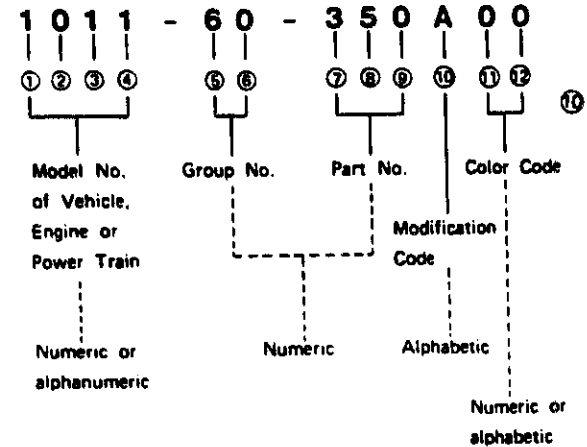 1011-60-350A00
① ② ③ ④ ⑤ ⑥ ⑦ ⑧ ⑨ ⑩ ⑪ ⑫ ⑩
Model No. Group No. Part No. Color Code
of Vehicle,
Engine or
Power Train
Modification
Code
Numeric or
alphanumeric
Numeric
Alphabetic
Numeric or
alphabetic